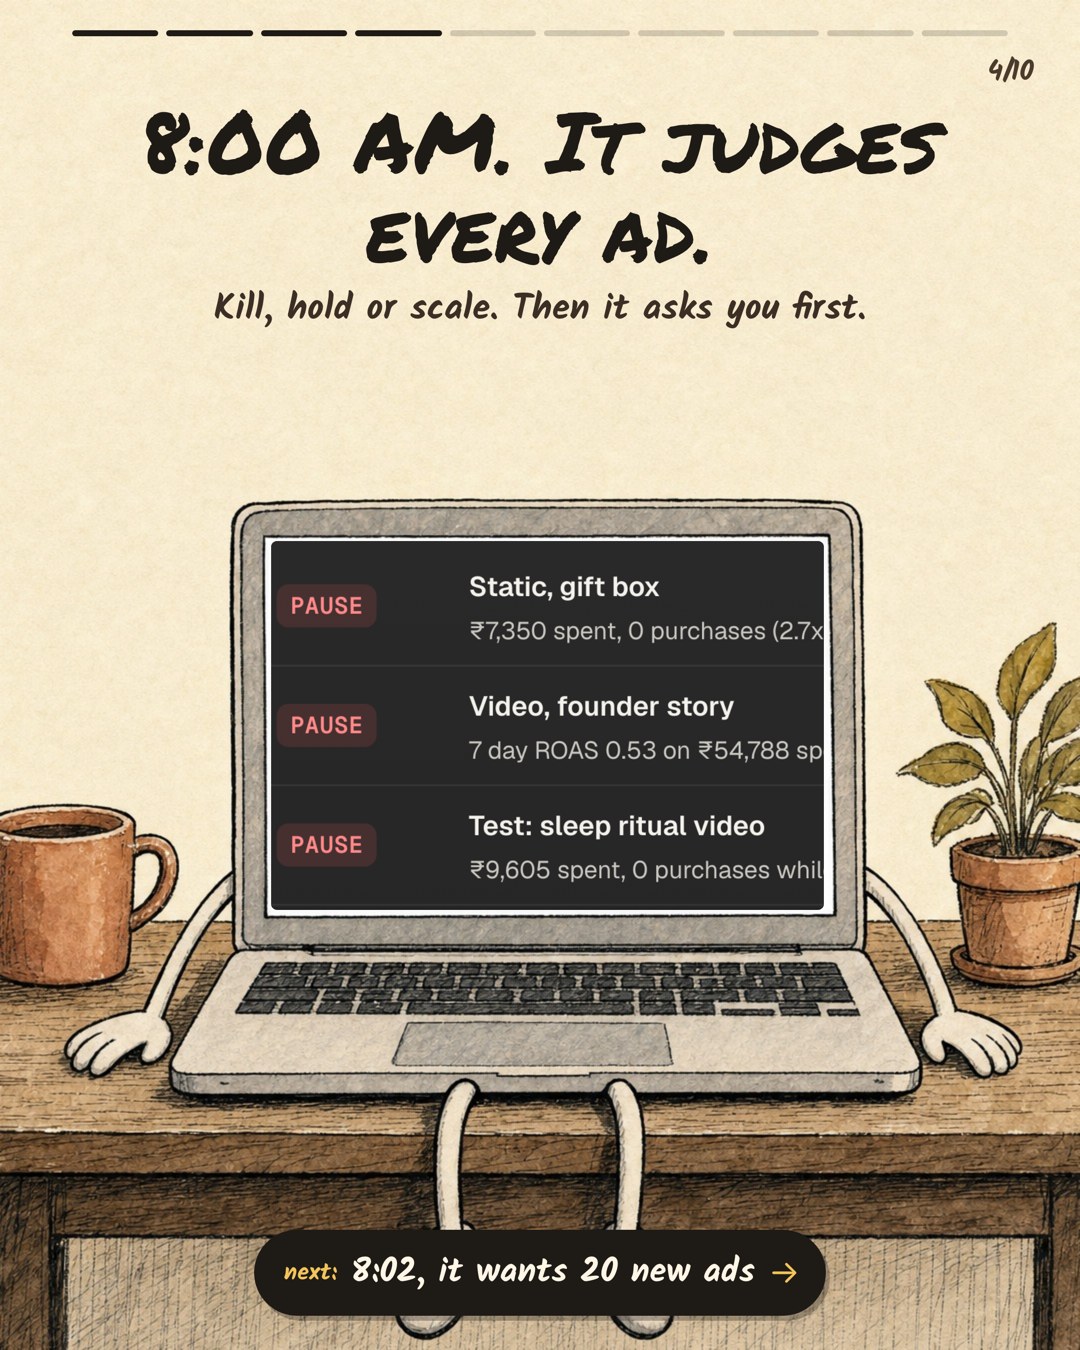 4/10
8:00 AM. IT JUDGES
EVERY AD.
Kill, hold or scale. Then it asks you first.
PAUSE
Static, gift box
₹7,350 spent, 0 purchases (2.7x
PAUSE
Video, founder story
7 day ROAS 0.53 on ₹54,788 sp
PAUSE
Test: sleep ritual video
₹9,605 spent, 0 purchases whil
next: 8:02, it wants 20 new ads →